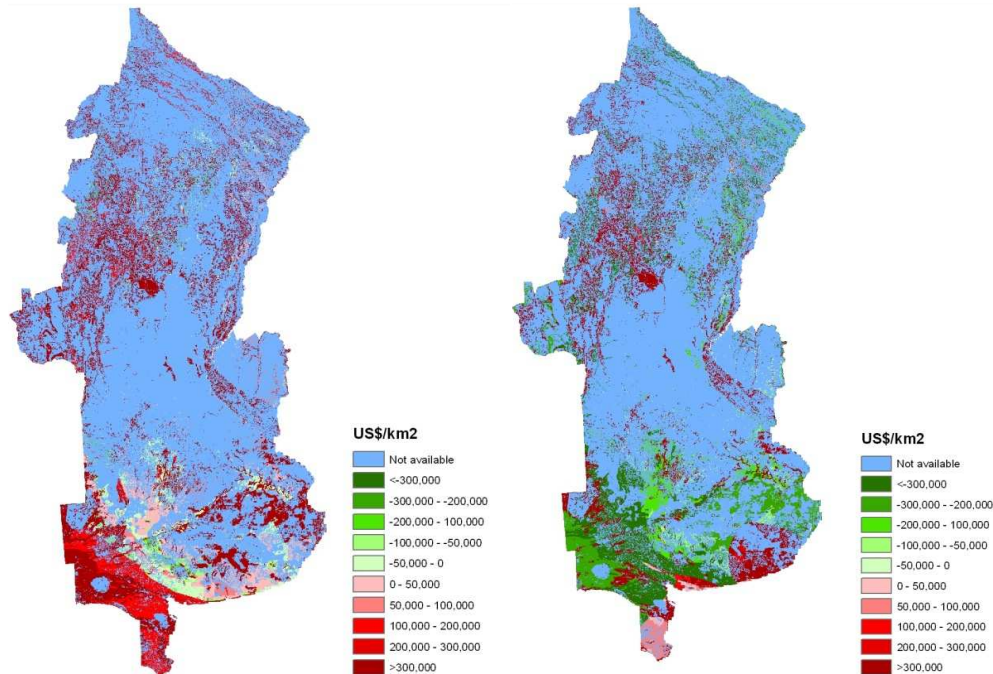 US$/km2
Not available
<-300,000
-300,000 - -200,000
-200,000 - 100,000
-100,000 - -50,000
-50,000 - 0
0 - 50,000
50,000 - 100,000
100,000 - 200,000
200,000 - 300,000
>300,000
US$/km2
Not available
<-300,000
-300,000 - -200,000
-200,000 - 100,000
-100,000 - -50,000
-50,000 - 0
0 - 50,000
50,000 - 100,000
100,000 - 200,000
200,000 - 300,000
>300,000